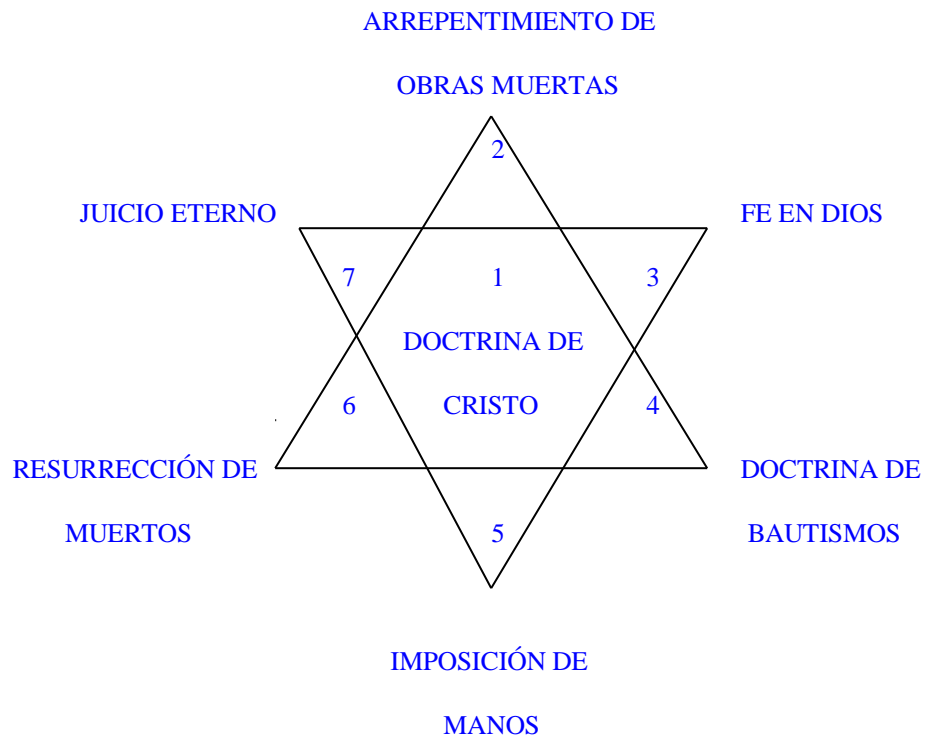 ARREPENTIMIENTO DE
OBRAS MUERTAS
2
JUICIO ETERNO
FE EN DIOS
7
1
3
DOCTRINA DE
CRISTO
6
4
RESURRECCIÓN DE
MUERTOS
DOCTRINA DE
BAUTISMOS
5
IMPOSICIÓN DE
MANOS